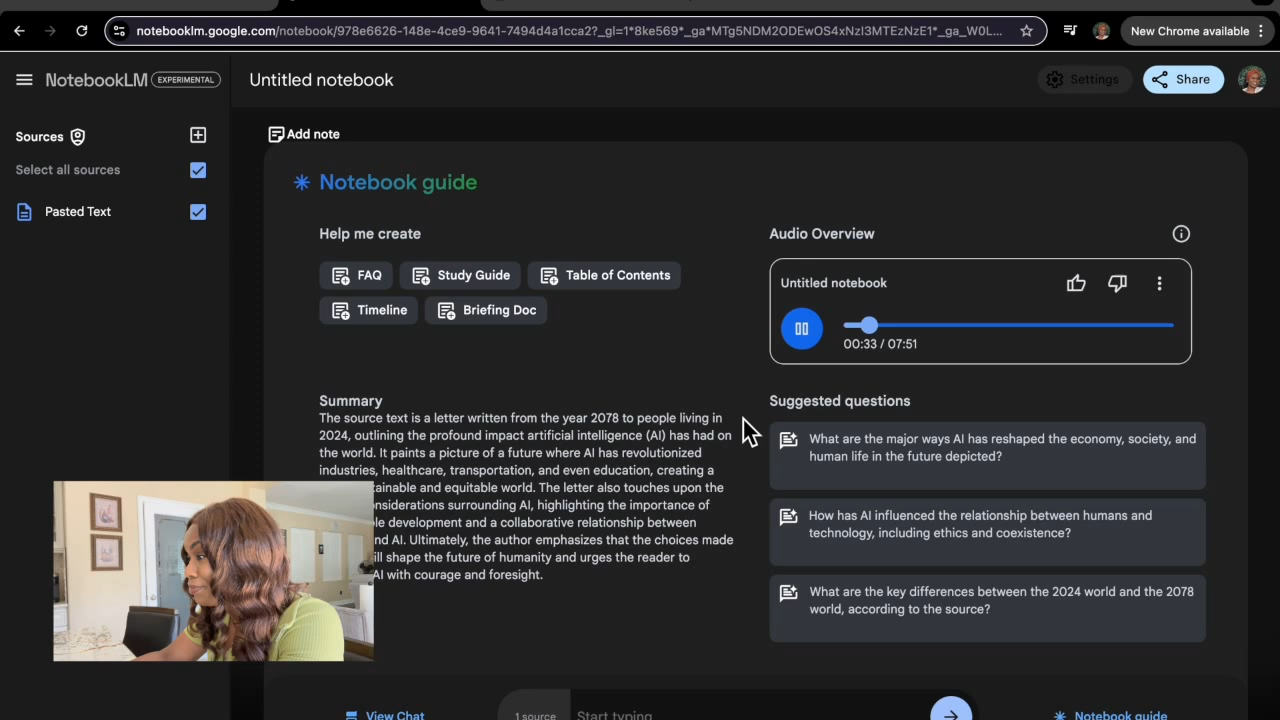 notebooklm.google.com/notebook/978e6626-148e-4ce9-9641-7494d4a1cca2?_gl=1*8ke569*_ga*MTg5NDM2ODEwOS4xNzI3MTEzNzE1*_ga_W0L...
New Chrome available
NotebookLM EXPERIMENTAL
Untitled notebook
Settings
Share
Sources
Select all sources
Pasted Text
Add note
Notebook guide
Help me create
FAQ
Study Guide
Table of Contents
Timeline
Briefing Doc
Audio Overview
Untitled notebook
00:33 / 07:51
Summary
The source text is a letter written from the year 2078 to people living in
2024, outlining the profound impact artificial intelligence (AI) has had on
the world. It paints a picture of a future where AI has revolutionized
industries, healthcare, transportation, and even education, creating a
world. The letter also touches upon the
surrounding AI, highlighting the importance of
development and a collaborative relationship between
AI. Ultimately, the author emphasizes that the choices made
shape the future of humanity and urges the reader to
AI with courage and foresight.
Suggested questions
What are the major ways AI has reshaped the economy, society, and
human life in the future depicted?
How has AI influenced the relationship between humans and
technology, including ethics and coexistence?
What are the key differences between the 2024 world and the 2078
world, according to the source?
View Chat
1 source
Start typing
Notebook guide